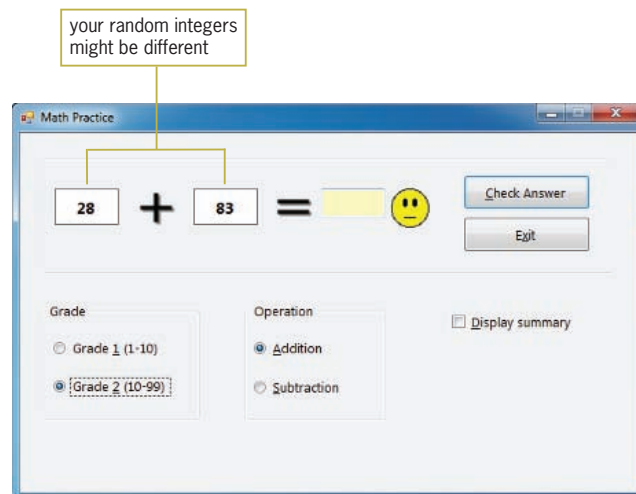 your random integers
might be different
Math Practice
28 + 83 =
Check Answer
Exit
Grade
Grade 1 (1-10)
Grade 2 (10-99)
Operation
Addition
Subtraction
Display summary